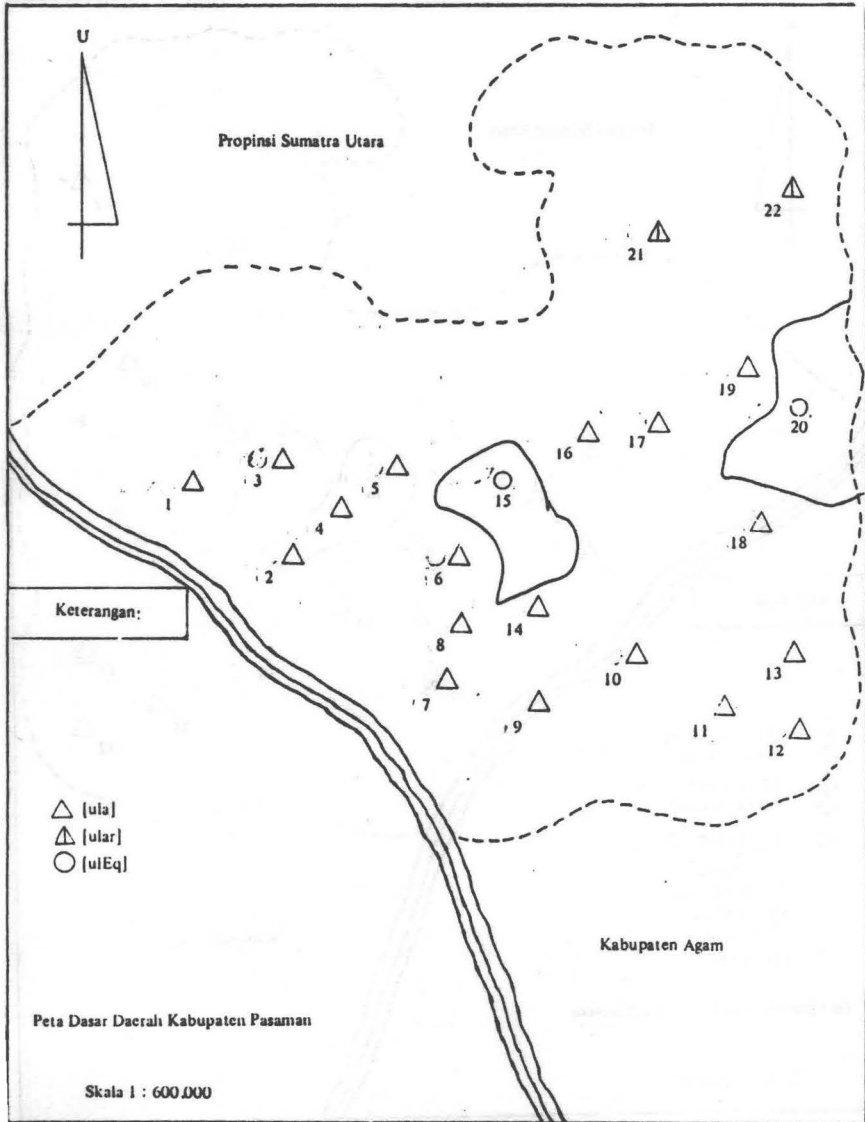 U
Propinsi Sumatra Utara
22
21
19
20
16
17
3
5
15
1
4
18
2
6
Keterangan:
14
8
10
13
7
9
11
12
[ula]
[ular]
[ulEq]
Kabupaten Agam
Peta Dasar Daerah Kabupaten Pasaman
Skala 1 : 600.000